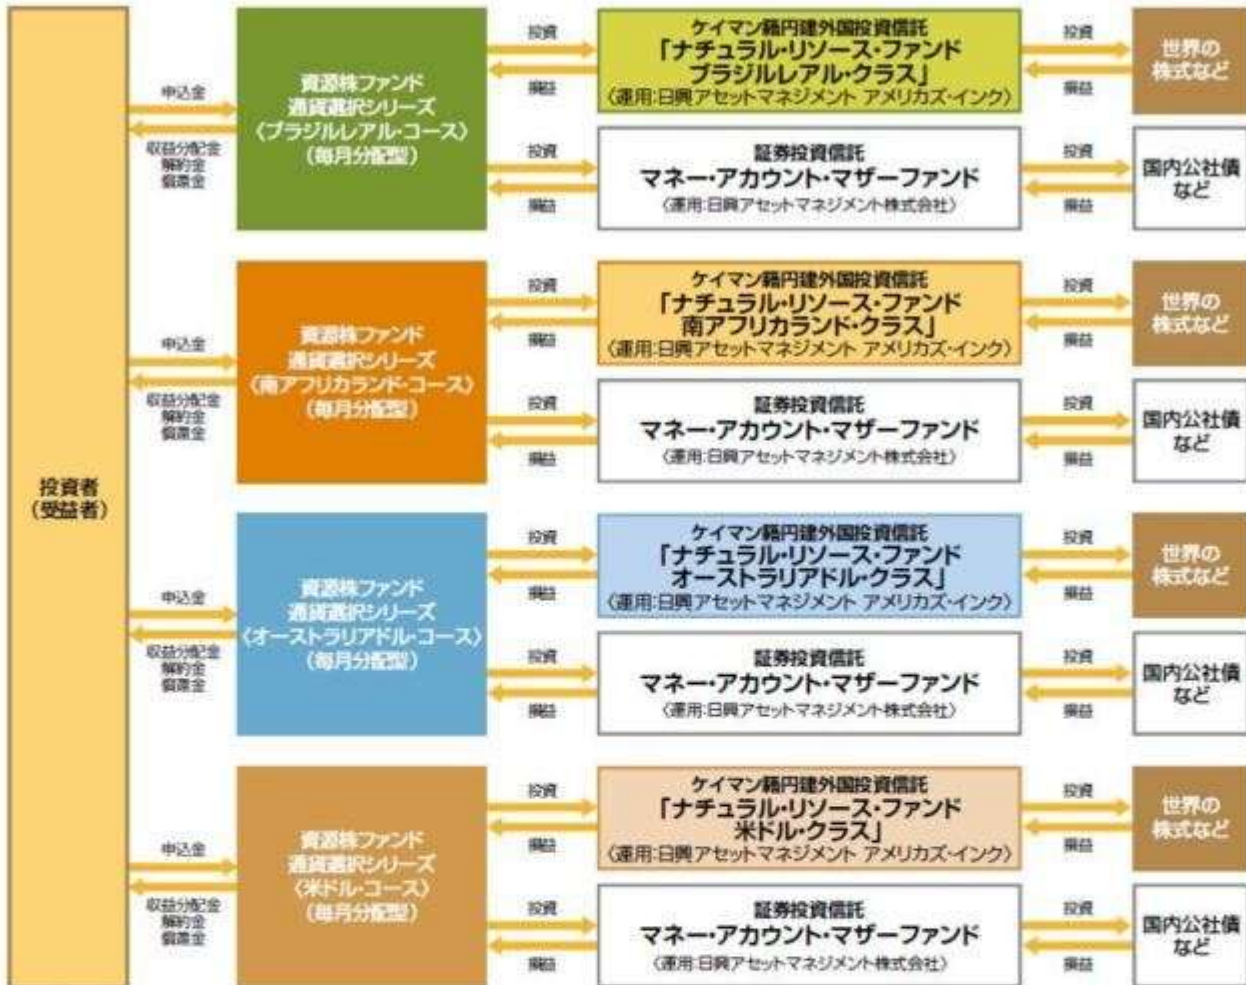 投資者
(受益者)
申込金
収益分配金
解約金
償還金
資源株ファンド
通貨選択シリーズ
〈ブラジルレアル・コース〉
(毎月分配型)
投資
損益
ケイマン籍円建外国投資信託
「ナチュラル・リソース・ファンド
ブラジルレアル・クラス」
〈運用:日興アセットマネジメント アメリカズ・インク〉
投資
損益
世界の
株式など
投資
損益
証券投資信託
マネー・アカウント・マザーファンド
〈運用:日興アセットマネジメント株式会社〉
投資
損益
国内公社債
など
申込金
収益分配金
解約金
償還金
資源株ファンド
通貨選択シリーズ
〈南アフリカランド・コース〉
(毎月分配型)
投資
損益
ケイマン籍円建外国投資信託
「ナチュラル・リソース・ファンド
南アフリカランド・クラス」
〈運用:日興アセットマネジメント アメリカズ・インク〉
投資
損益
世界の
株式など
投資
損益
証券投資信託
マネー・アカウント・マザーファンド
〈運用:日興アセットマネジメント株式会社〉
投資
損益
国内公社債
など
申込金
収益分配金
解約金
償還金
資源株ファンド
通貨選択シリーズ
〈オーストラリアドル・コース〉
(毎月分配型)
投資
損益
ケイマン籍円建外国投資信託
「ナチュラル・リソース・ファンド
オーストラリアドル・クラス」
〈運用:日興アセットマネジメント アメリカズ・インク〉
投資
損益
世界の
株式など
投資
損益
証券投資信託
マネー・アカウント・マザーファンド
〈運用:日興アセットマネジメント株式会社〉
投資
損益
国内公社債
など
申込金
収益分配金
解約金
償還金
資源株ファンド
通貨選択シリーズ
〈米ドル・コース〉
(毎月分配型)
投資
損益
ケイマン籍円建外国投資信託
「ナチュラル・リソース・ファンド
米ドル・クラス」
〈運用:日興アセットマネジメント アメリカズ・インク〉
投資
損益
世界の
株式など
投資
損益
証券投資信託
マネー・アカウント・マザーファンド
〈運用:日興アセットマネジメント株式会社〉
投資
損益
国内公社債
など